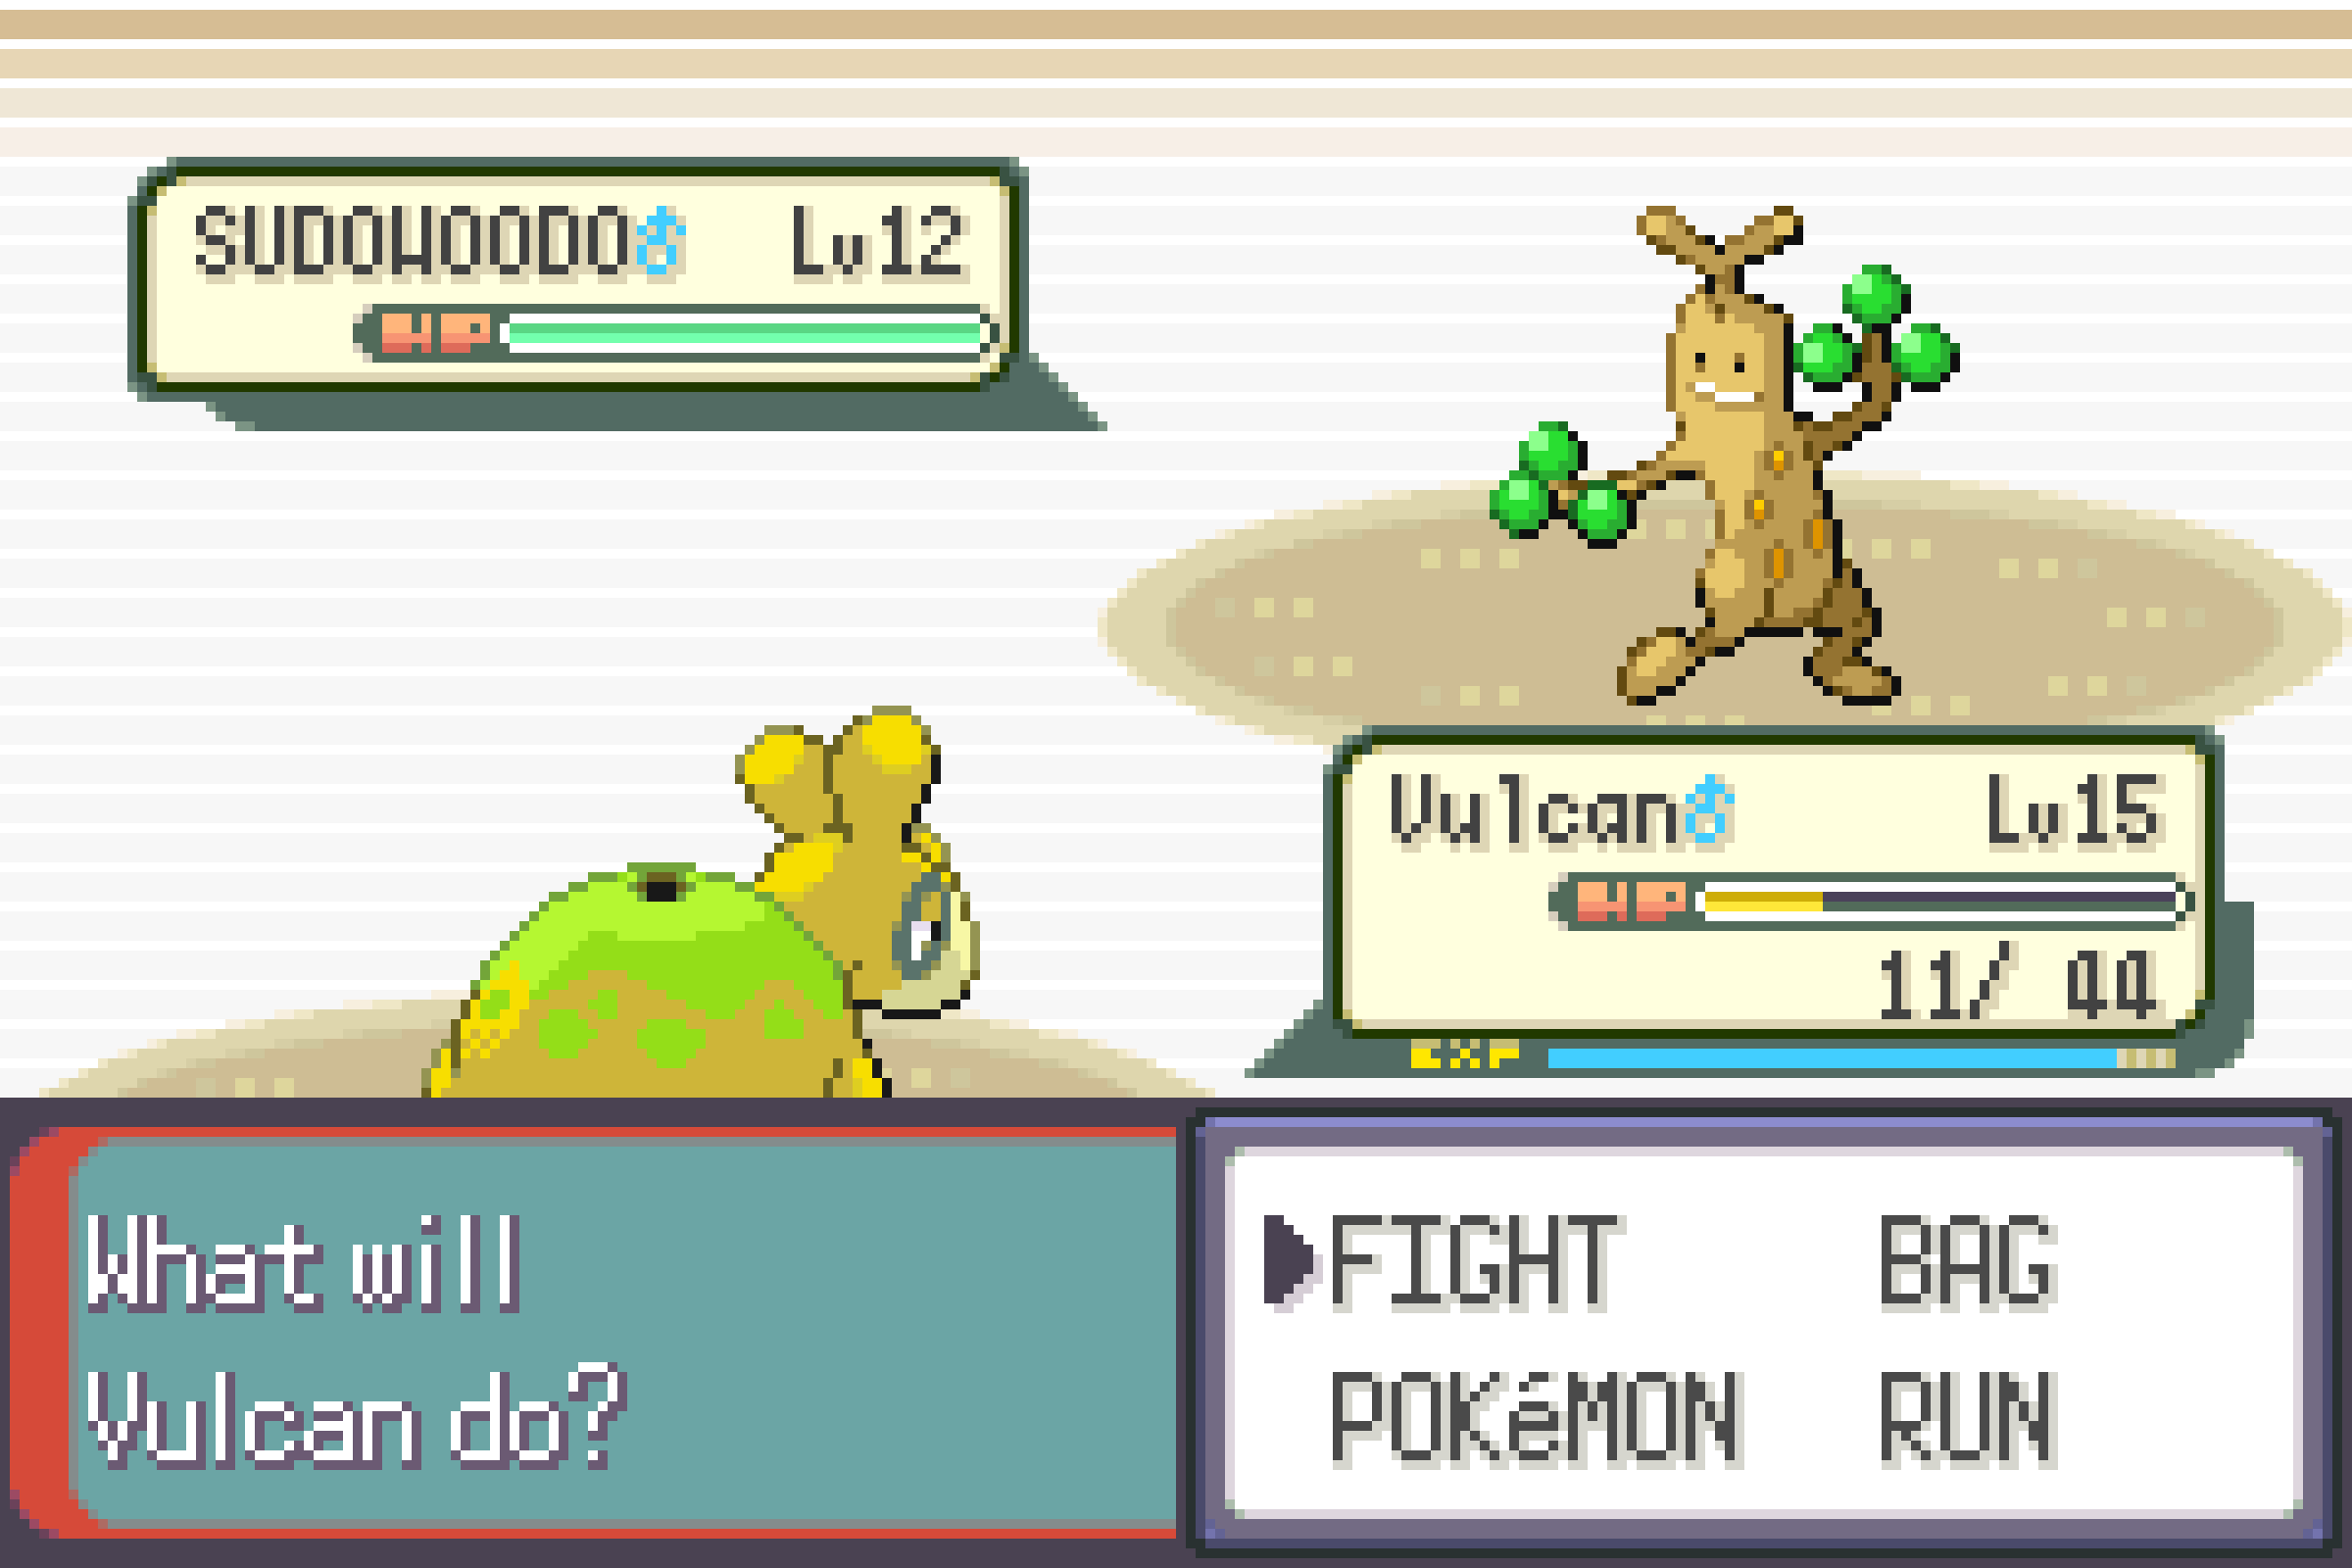 SUDOWOODO♂ Lv12
HP
Vulcan♂ Lv15
HP
11/ 44
EXP
What will
Vulcan do?
FIGHT BAG
POKéMON RUN